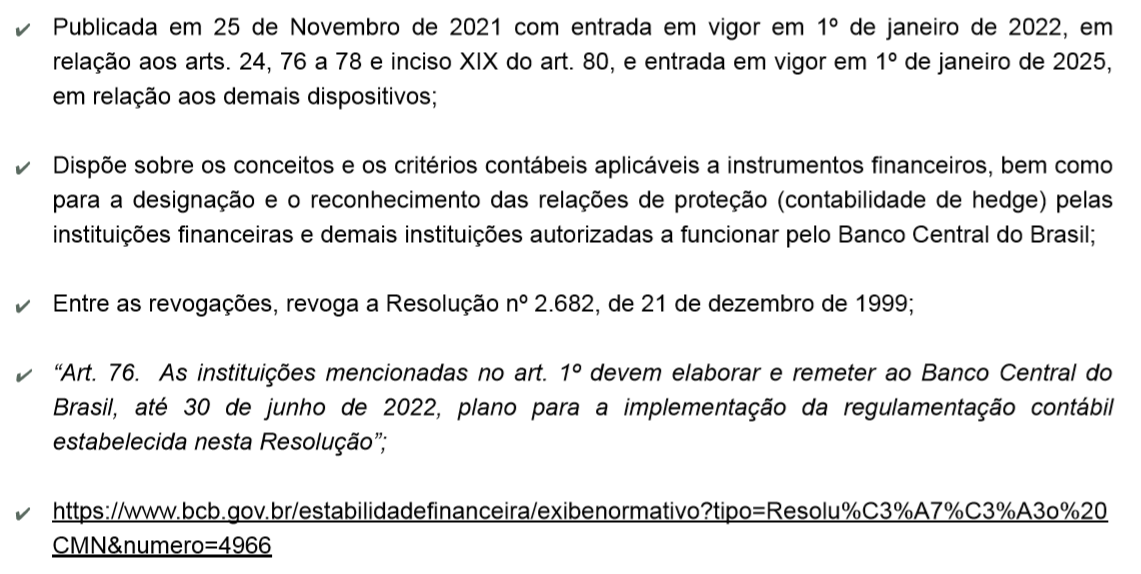 ✔ Publicada em 25 de Novembro de 2021 com entrada em vigor em 1º de janeiro de 2022, em
relação aos arts. 24, 76 a 78 e inciso XIX do art. 80, e entrada em vigor em 1º de janeiro de 2025,
em relação aos demais dispositivos;
✔ Dispõe sobre os conceitos e os critérios contábeis aplicáveis a instrumentos financeiros, bem como
para a designação e o reconhecimento das relações de proteção (contabilidade de hedge) pelas
instituições financeiras e demais instituições autorizadas a funcionar pelo Banco Central do Brasil;
✔ Entre as revogações, revoga a Resolução nº 2.682, de 21 de dezembro de 1999;
✔ “Art. 76. As instituições mencionadas no art. 1º devem elaborar e remeter ao Banco Central do
Brasil, até 30 de junho de 2022, plano para a implementação da regulamentação contábil
estabelecida nesta Resolução”;
✔ https://www.bcb.gov.br/estabilidadefinanceira/exibenormativo?tipo=Resolu%C3%A7%C3%A3o%20
CMN&numero=4966